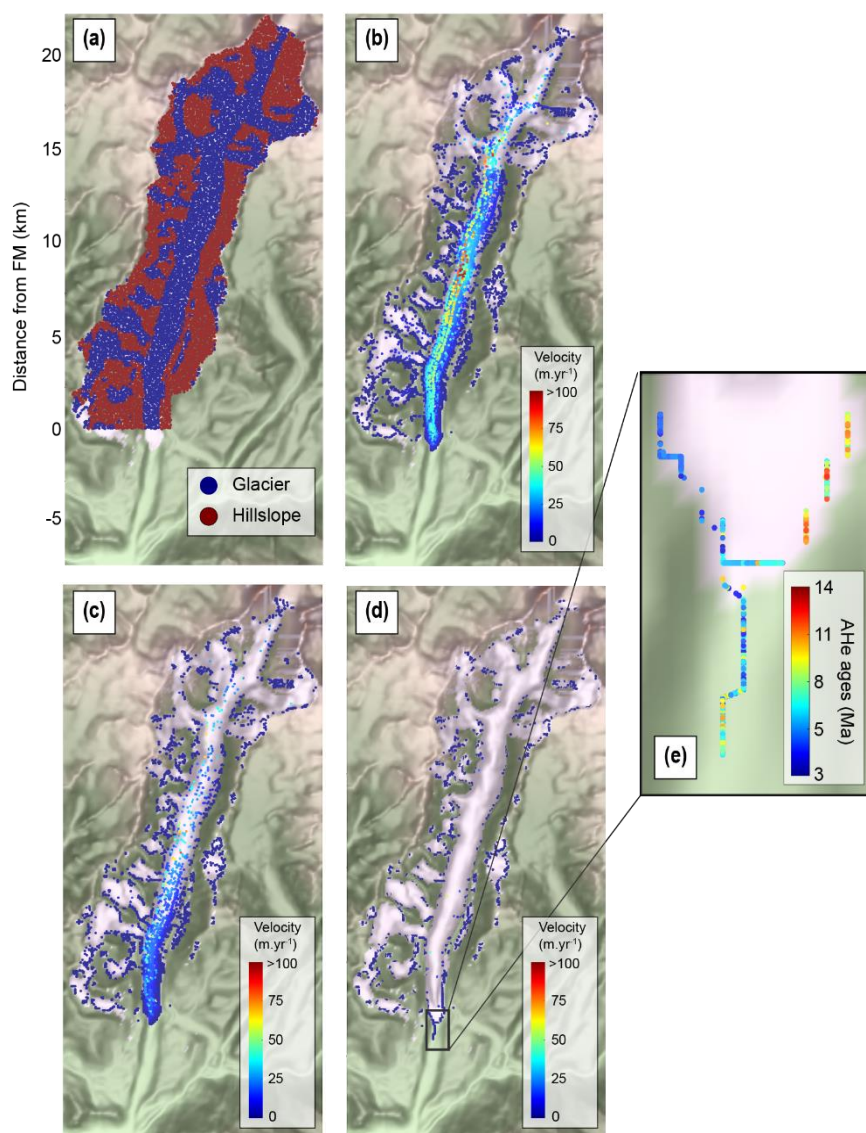 (a)
20
15
10
5
0
-5
Distance from FM (km)
Glacier
Hillslope
(b)
Velocity
(m.yr⁻¹)
>100
75
50
25
0
(c)
Velocity
(m.yr⁻¹)
>100
75
50
25
0
(d)
Velocity
(m.yr⁻¹)
>100
75
50
25
0
(e)
14
11
8
5
3
AHe ages (Ma)